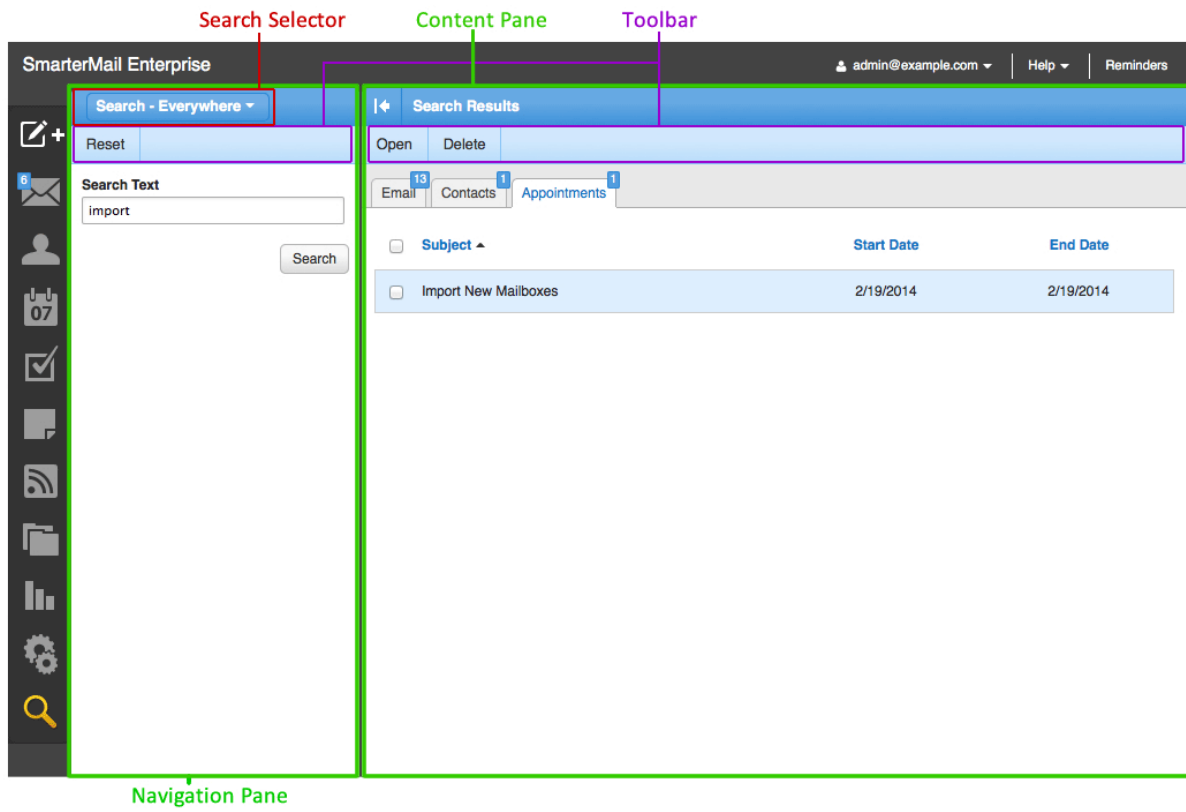 Search Selector Content Pane Toolbar
SmarterMail Enterprise admin@example.com Help Reminders
Search - Everywhere Search Results
Reset Open Delete
6 Search Text Email 13 Contacts 1 Appointments 1
import
Subject Start Date End Date
Search
Import New Mailboxes 2/19/2014 2/19/2014
07
Navigation Pane